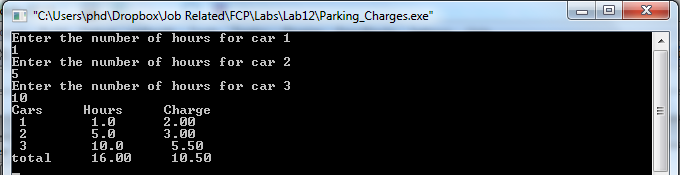 "C:\Users\phd\Dropbox\Job Related\FCP\Labs\Lab12\Parking_Charges.exe"
Enter the number of hours for car 1
1
Enter the number of hours for car 2
5
Enter the number of hours for car 3
10
Cars Hours Charge
1 1.0 2.00
2 5.0 3.00
3 10.0 5.50
total 16.00 10.50